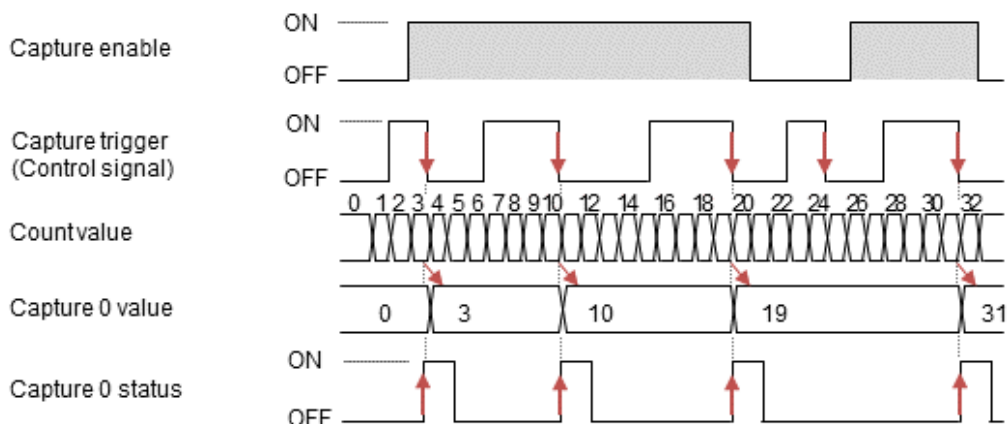 Capture enable
ON
OFF
Capture trigger
(Control signal)
ON
OFF
Count value
0 1 2 3 4 5 6 7 8 9 10 12 14 16 18 20 22 24 26 28 30 32
Capture 0 value
0 3 10 19 31
Capture 0 status
ON
OFF